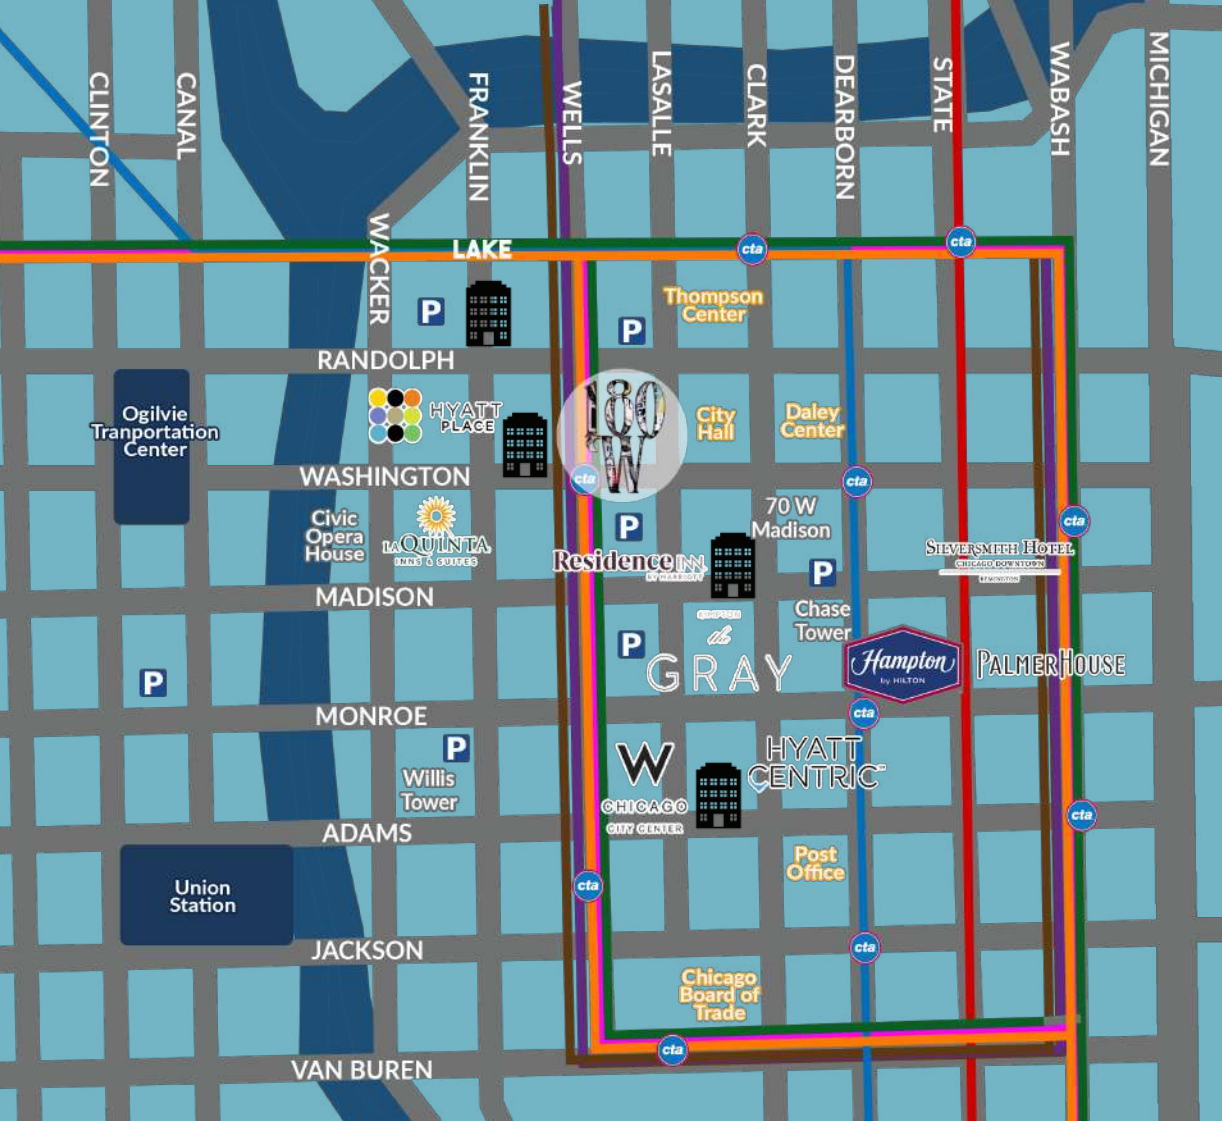 CLINTON
CANAL
WACKER
FRANKLIN
WELLS
LASALLE
CLARK
DEARBORN
STATE
WABASH
MICHIGAN
LAKE
cta
cta
P
Thompson
Center
P
RANDOLPH
Ogilvie
Tranportation
Center
HYATT
PLACE
180
W
City
Hall
Daley
Center
WASHINGTON
cta
cta
Civic
Opera
House
LAQUINTA
INNS & SUITES
P
70 W
Madison
cta
Residence INN
BY MARRIOTT
SILVERSMITH HOTEL
CHICAGO DOWNTOWN
P
MADISON
KIMPTON
the
GRAY
P
Chase
Tower
Hampton
by HILTON
PALMER HOUSE
P
MONROE
cta
P
Willis
Tower
W
CHICAGO
CITY CENTER
HYATT
CENTRIC™
cta
ADAMS
Post
Office
Union
Station
cta
JACKSON
cta
Chicago
Board of
Trade
cta
VAN BUREN